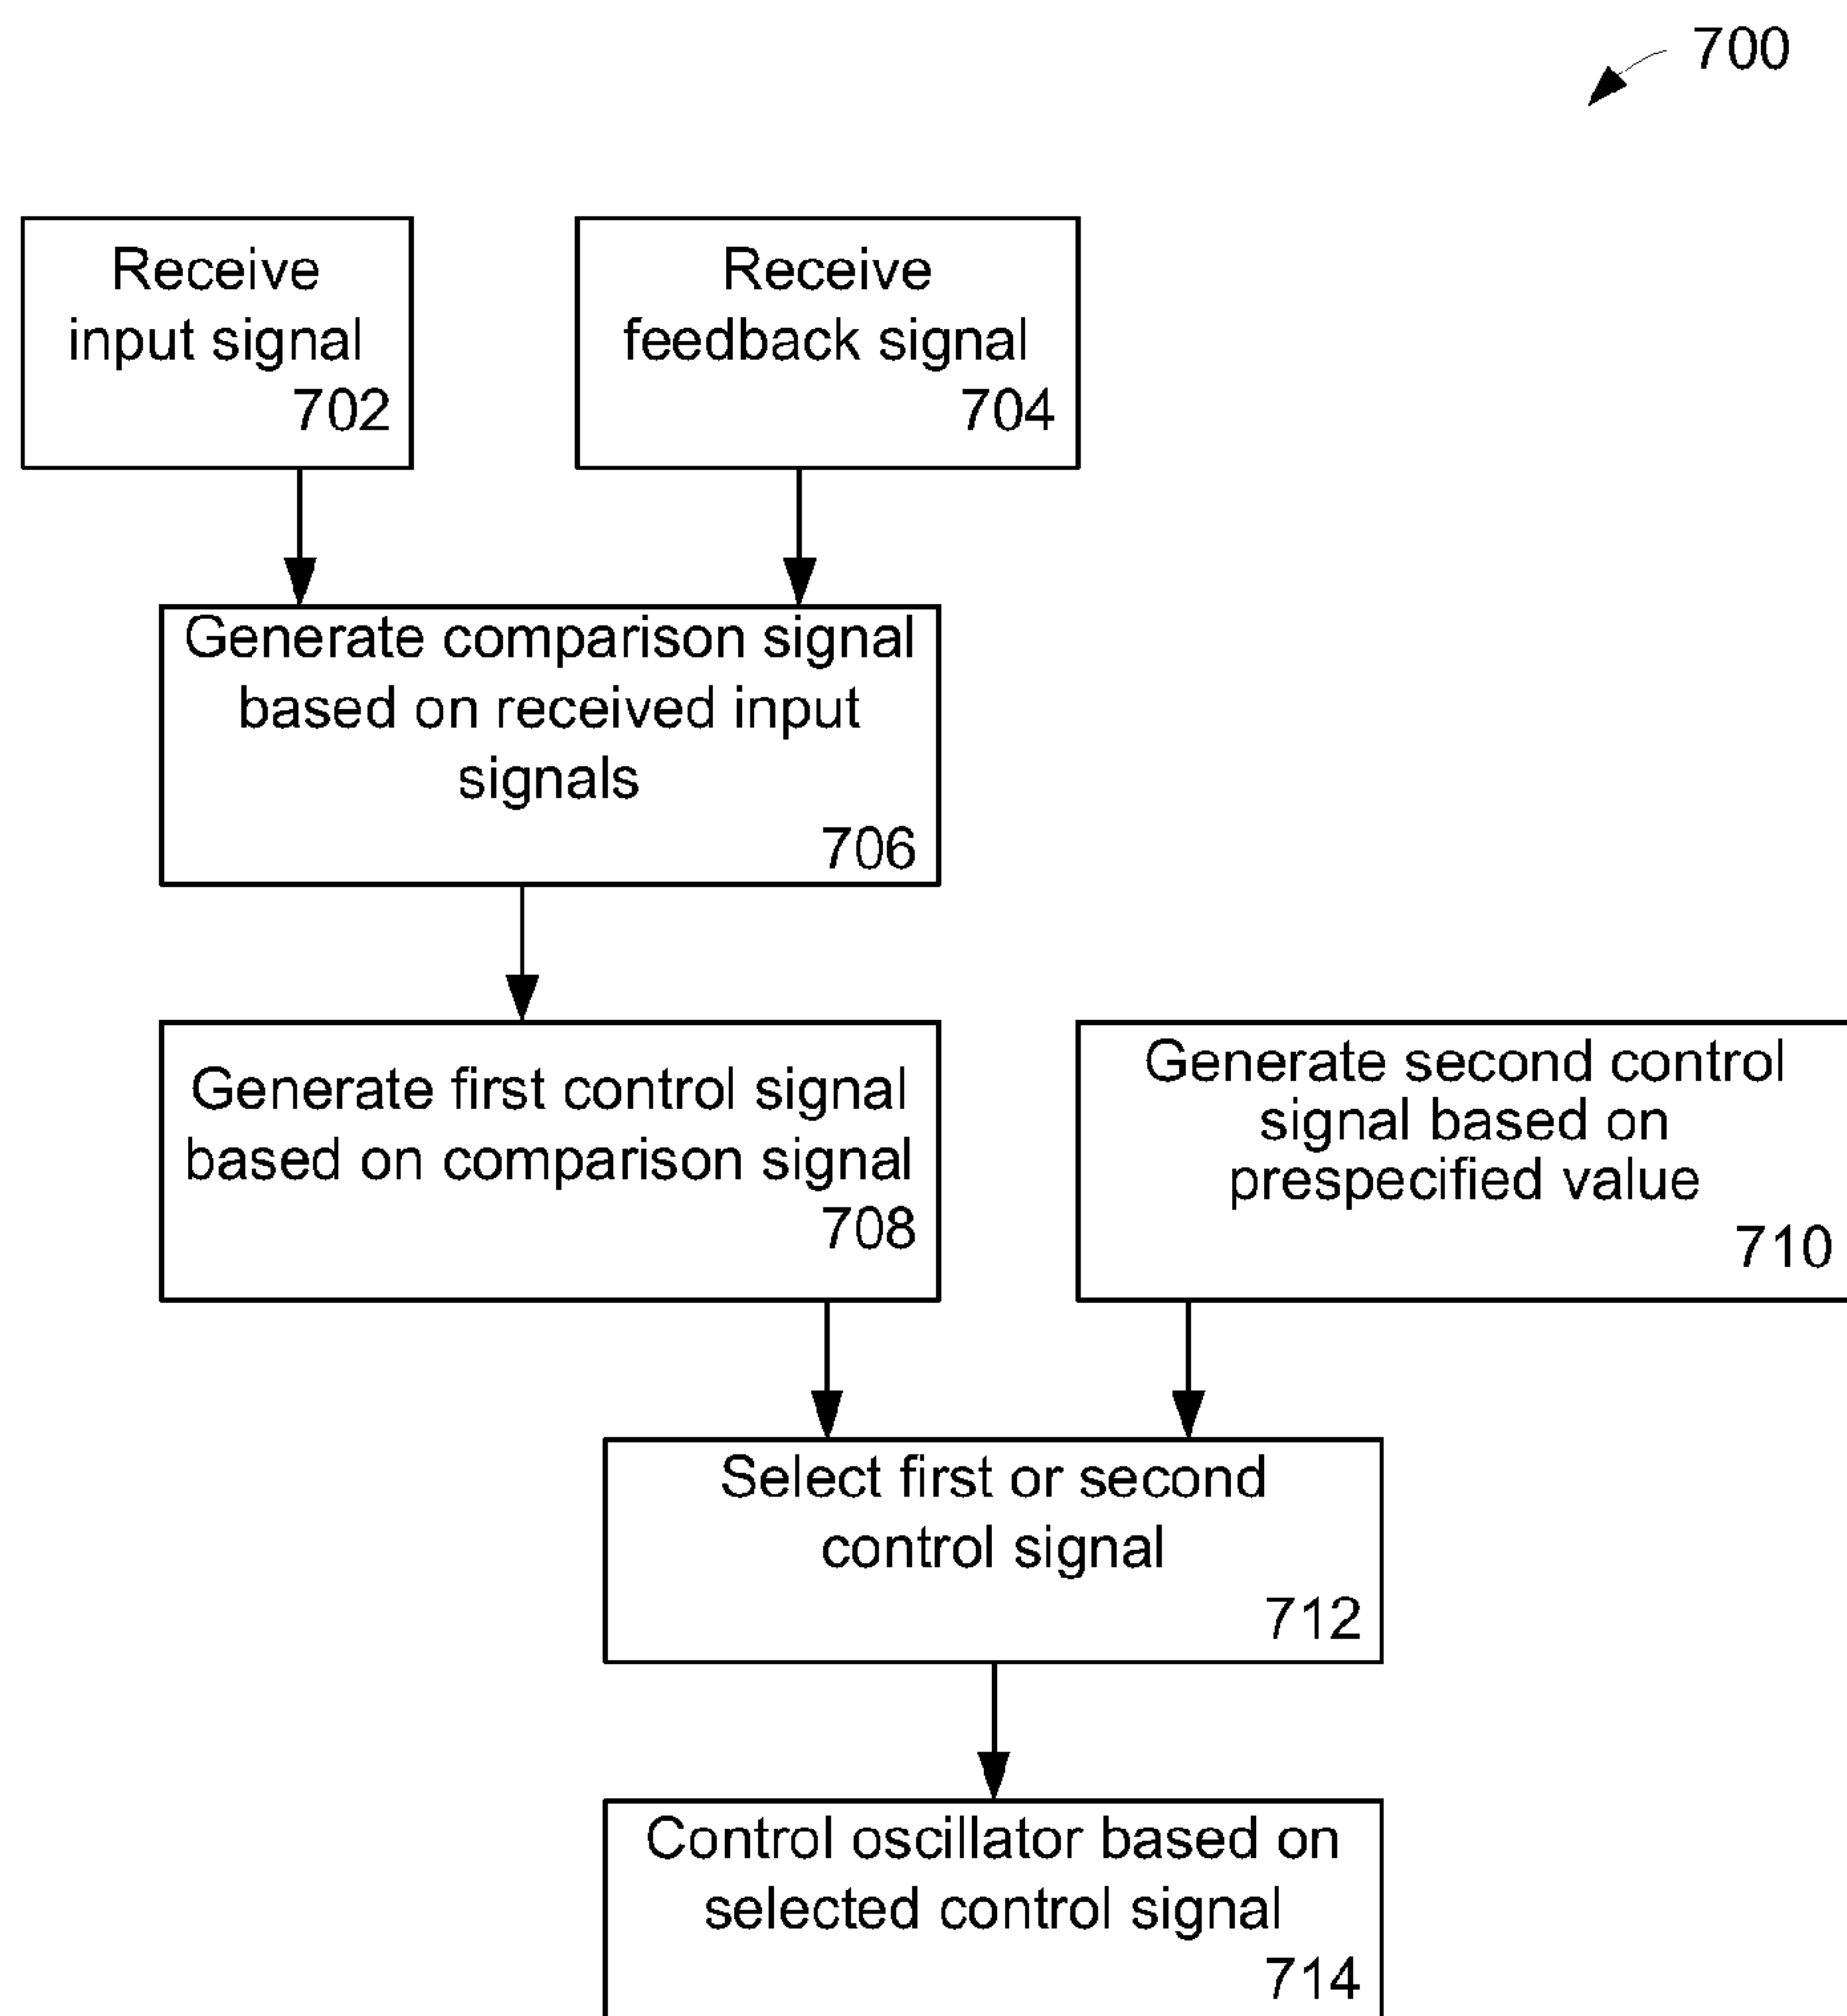 700
Receive
input signal
702
Receive
feedback signal
704
Generate comparison signal
based on received input
signals
706
Generate first control signal
based on comparison signal
708
Generate second control
signal based on
prespecified value
710
Select first or second
control signal
712
Control oscillator based on
selected control signal
714